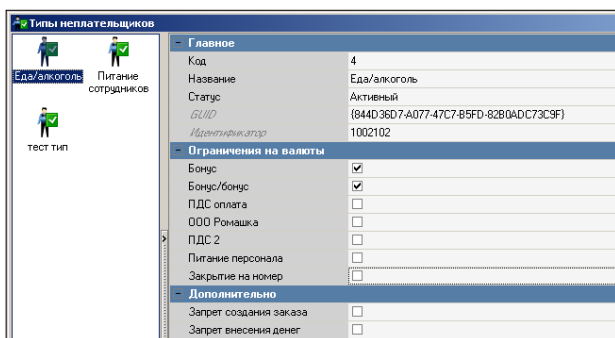 Типы неплательщиков
Еда/алкоголь
Питание
сотрудников
тест тип
Главное
Код 4
Название Еда/алкоголь
Статус Активный
GUID {844D36D7-A077-47C7-B5FD-82B0ADC73C9F}
Идентификатор 1002102
Ограничения на валюты
Бонус
Бонус/бонус
ПДС оплата
ООО Ромашка
ПДС 2
Питание персонала
Закрытие на номер
Дополнительно
Запрет создания заказа
Запрет внесения денег